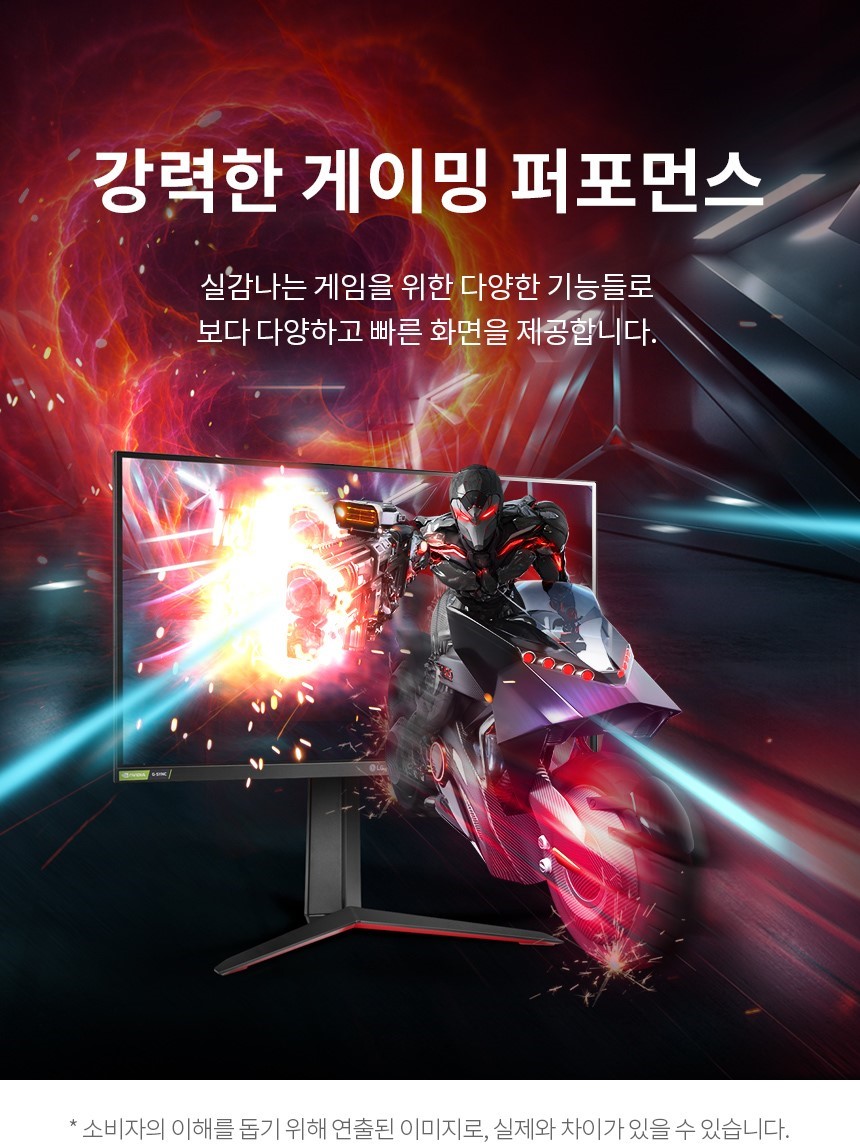 강력한 게이밍 퍼포먼스
실감나는 게임을 위한 다양한 기능들로
보다 다양하고 빠른 화면을 제공합니다.
NVIDIA G-SYNC
LG
* 소비자의 이해를 돕기 위해 연출된 이미지로, 실제와 차이가 있을 수 있습니다.